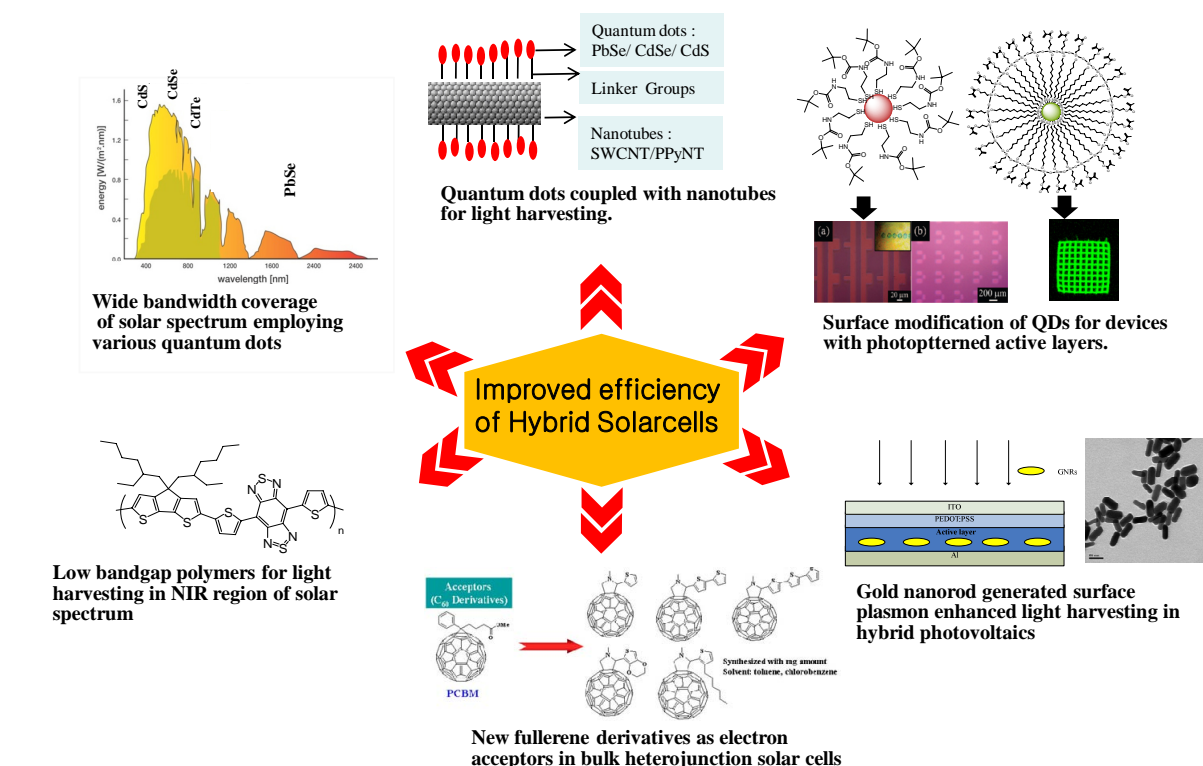 Quantum dots :
PbSe/ CdSe/ CdS
Linker Groups
Nanotubes :
SWCNT/PPyNT
Quantum dots coupled with nanotubes
for light harvesting.
CdS
CdSe
CdTe
PbSe
energy [W/(m².nm)]
1.6
1.2
0.8
0.4
0.0
400 800 1200 1600 2400 2400
wavelength [nm]
Wide bandwidth coverage
of solar spectrum employing
various quantum dots
(a)
20 μm
(b)
200 μm
Surface modification of QDs for devices
with photoptterned active layers.
Improved efficiency
of Hybrid Solarcells
n
Low bandgap polymers for light
harvesting in NIR region of solar
spectrum
GNRs
ITO
PEDOT:PSS
Active layer
Al
Gold nanorod generated surface
plasmon enhanced light harvesting in
hybrid photovoltaics
Acceptors
(C60 Derivatives)
OMe
PCBM
Synthesized with mg amount
Solvent: toluene, chlorobenzene
New fullerene derivatives as electron
acceptors in bulk heterojunction solar cells